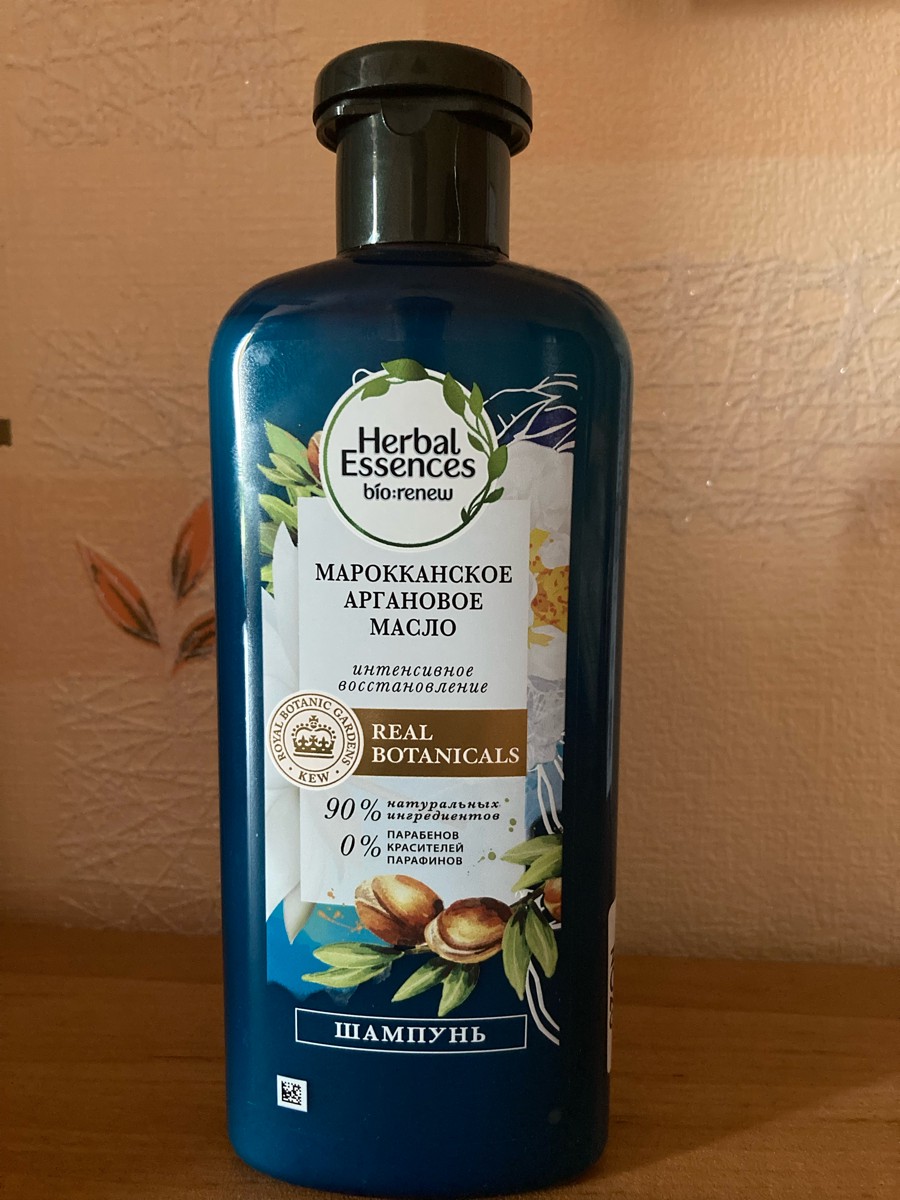 Herbal
Essences
bio:renew
МАРОККАНСКОЕ
АРГАНОВОЕ
МАСЛО
интенсивное
восстановление
ROYAL BOTANIC GARDENS
KEW
REAL
BOTANICALS
90% натуральных
ингредиентов
0% ПАРАБЕНОВ
КРАСИТЕЛЕЙ
ПАРАФИНОВ
ШАМПУНЬ